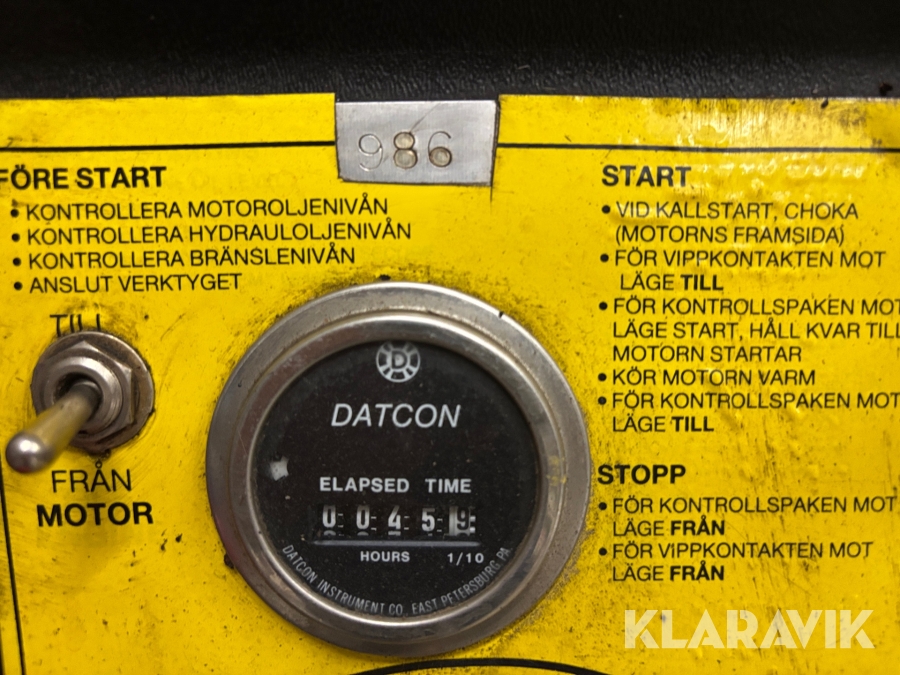 986
FÖRE START
• KONTROLLERA MOTOROLJENIVÅN
• KONTROLLERA HYDRAULOLJENIVÅN
• KONTROLLERA BRÄNSLENIVÅN
• ANSLUT VERKTYGET
TILL
FRÅN
MOTOR
D
DATCON
ELAPSED TIME
0 0 4 5 9
HOURS 1/10
DATCON INSTRUMENT CO., EAST PETERSBURG, PA
START
• VID KALLSTART, CHOKA
(MOTORNS FRAMSIDA)
• FÖR VIPPKONTAKTEN MOT
LÄGE TILL
• FÖR KONTROLLSPAKEN MOT
LÄGE START, HÅLL KVAR TILL
MOTORN STARTAR
• KÖR MOTORN VARM
• FÖR KONTROLLSPAKEN MOT
LÄGE TILL
STOPP
• FÖR KONTROLLSPAKEN MOT
LÄGE FRÅN
• FÖR VIPPKONTAKTEN MOT
LÄGE FRÅN
KLARAVIK